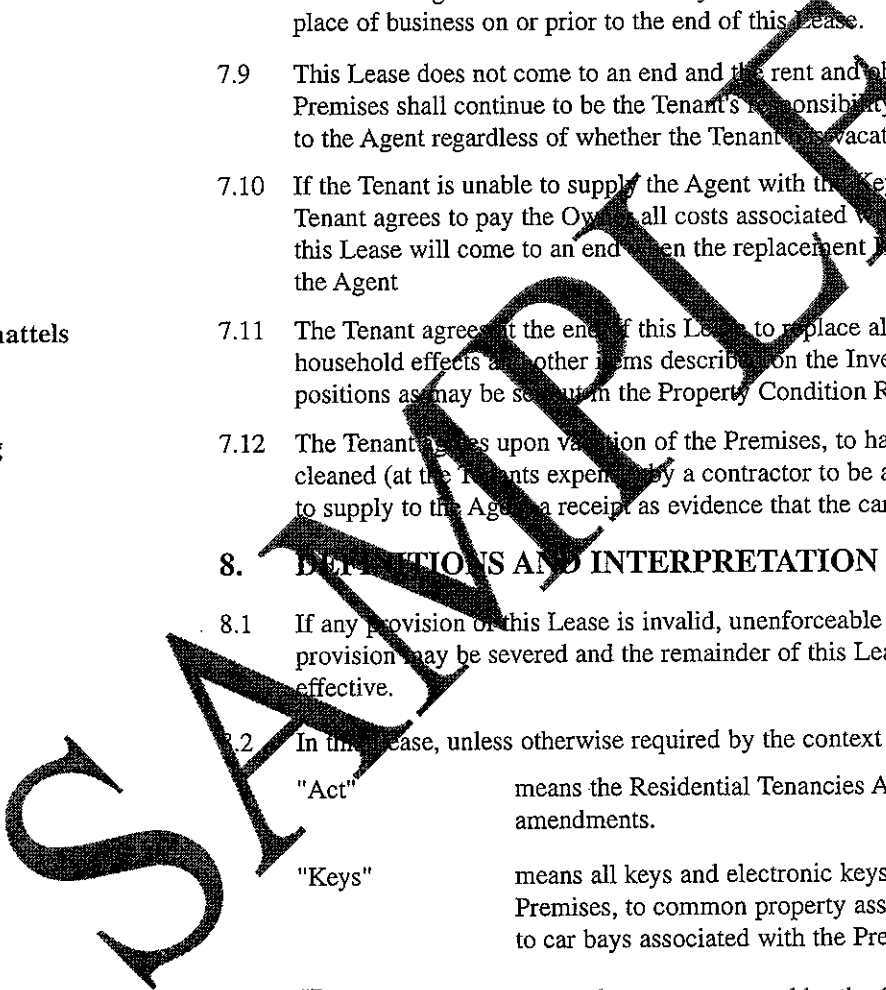 place of business on or prior to the end of this Lease.
7.9 This Lease does not come to an end and the rent and
Premises shall continue to be the Tenant's responsibility
to the Agent regardless of whether the Tenant
7.10 If the Tenant is unable to supply the Agent with the
Tenant agrees to pay the Owner all costs associated
this Lease will come to an end when the replacement
the Agent
7.11 The Tenant agrees at the end of this Lease to replace
household effects and other items described on the
positions as may be set out in the Property Condition
7.12 The Tenant agrees upon vacation of the Premises, to
cleaned (at the Tenants expense) by a contractor to be
to supply to the Agent a receipt as evidence that the
8. DEFINITIONS AND INTERPRETATION
8.1 If any provision of this Lease is invalid, unenforceable
provision may be severed and the remainder of this
effective.
8.2 In this Lease, unless otherwise required by the context
"Act" means the Residential Tenancies
amendments.
"Keys" means all keys and electronic keys
Premises, to common property
to car bays associated with the
SAMPLE